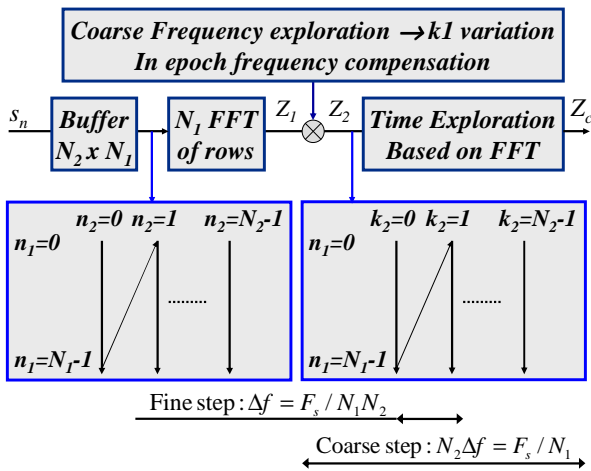 Coarse Frequency exploration → k1 variation
In epoch frequency compensation
s_n
Buffer
N_2 x N_1
N_1 FFT
of rows
Z_1
⊗
Z_2
Time Exploration
Based on FFT
Z_c
n_2=0 n_2=1 n_2=N_2-1
n_1=0
.........
n_1=N_1-1
k_2=0 k_2=1 k_2=N_2-1
n_1=0
.........
n_1=N_1-1
Fine step : Δf = F_s / N_1N_2
Coarse step : N_2Δf = F_s / N_1